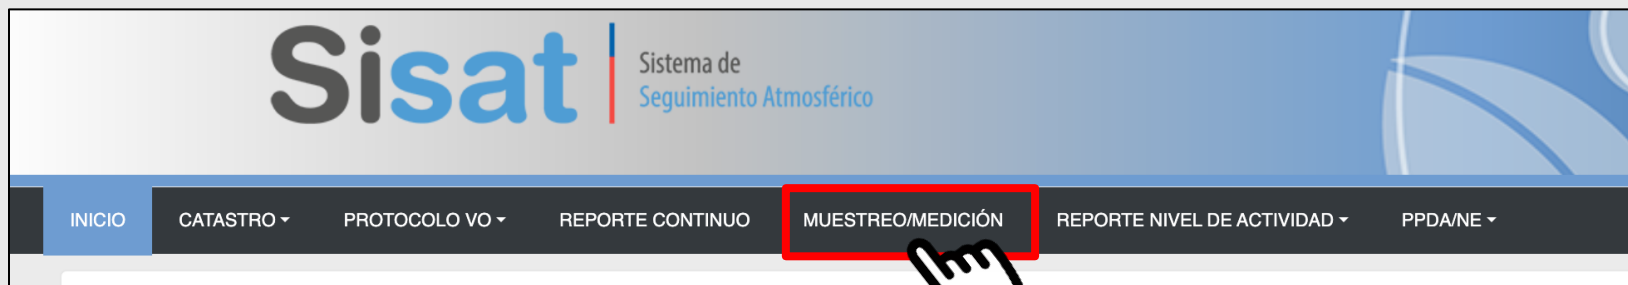 Sisat
Sistema de
Seguimiento Atmosférico
INICIO CATASTRO PROTOCOLO VO REPORTE CONTINUO MUESTREO/MEDICIÓN REPORTE NIVEL DE ACTIVIDAD PPDA/NE